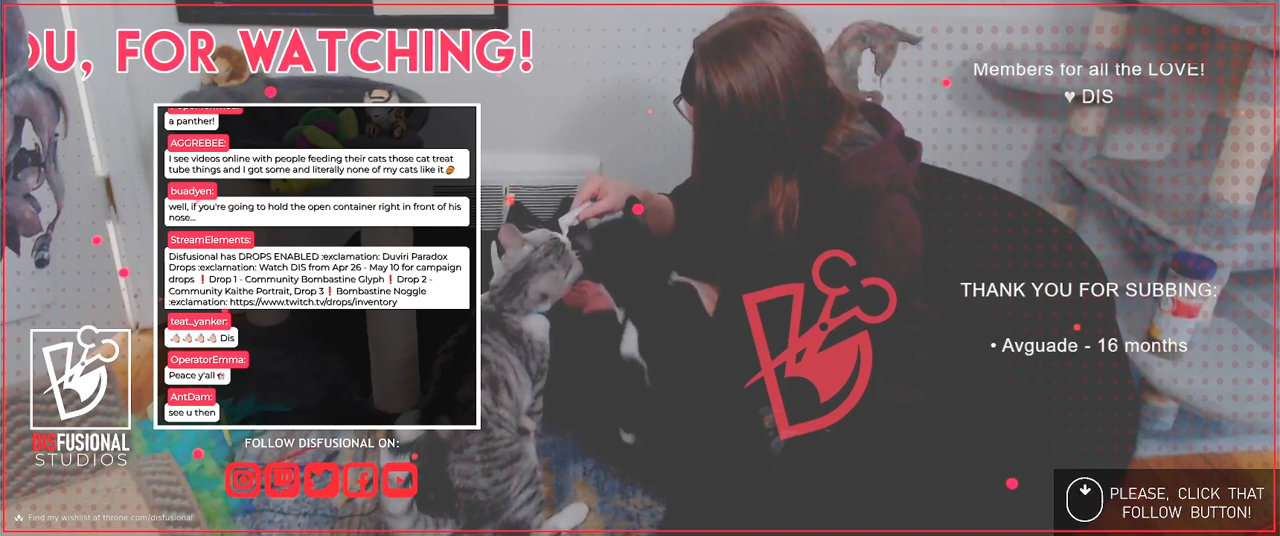 OU, FOR WATCHING!
Members for all the LOVE!
♥ DIS
a panther!
AGGREBEE:
I see videos online with people feeding their cats those cat treat
tube things and I got some and literally none of my cats like it
buadyen:
well, if you're going to hold the open container right in front of his
nose...
StreamElements:
Disfusional has DROPS ENABLED :exclamation: Duviri Paradox
Drops :exclamation: Watch DIS from Apr 26 - May 10 for campaign
drops ❗ Drop 1 - Community Bombastine Glyph ❗ Drop 2 -
Community Kaithe Portrait, Drop 3 ❗ Bombastine Noggle
:exclamation: https://www.twitch.tv/drops/inventory
teat_yanker:
Dis
OperatorEmma:
Peace y'all
AntDam:
see u then
THANK YOU FOR SUBBING:
• Avguade - 16 months
DISFUSIONAL
STUDIOS
FOLLOW DISFUSIONAL ON:
Find my wishlist at throne.com/disfusional
PLEASE, CLICK THAT
FOLLOW BUTTON!